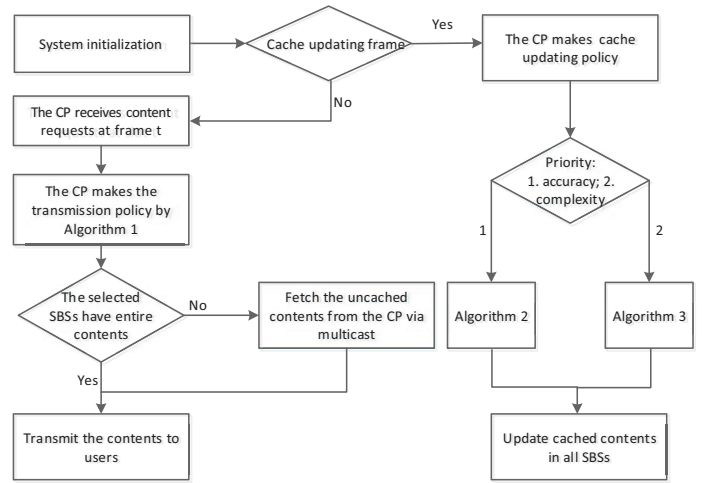 System initialization
Cache updating frame
Yes
The CP makes cache
updating policy
No
The CP receives content
requests at frame t
The CP makes the
transmission policy by
Algorithm 1
Priority:
1. accuracy; 2.
complexity
1
2
The selected
SBSs have entire
contents
No
Fetch the uncached
contents from the CP via
multicast
Algorithm 2
Algorithm 3
Yes
Transmit the contents to
users
Update cached contents
in all SBSs